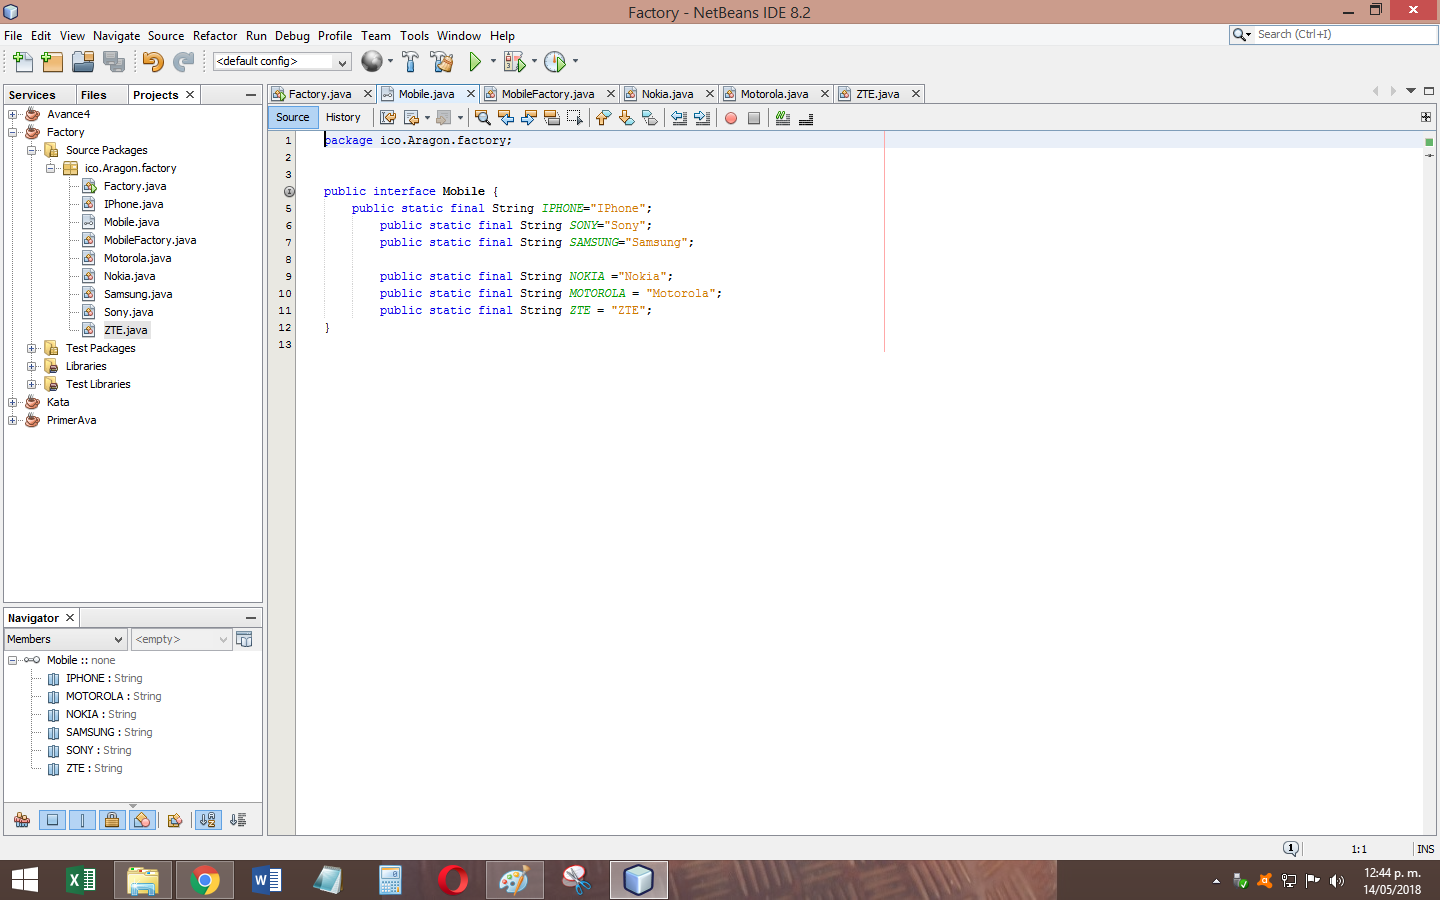 Factory - NetBeans IDE 8.2
File Edit View Navigate Source Refactor Run Debug Profile Team Tools Window Help
Search (Ctrl+I)
<default config>
Services Files Projects
Factory.java Mobile.java MobileFactory.java Nokia.java Motorola.java ZTE.java
Source History
Avance4
Factory
Source Packages
ico.Aragon.factory
Factory.java
IPhone.java
Mobile.java
MobileFactory.java
Motorola.java
Nokia.java
Samsung.java
Sony.java
ZTE.java
Test Packages
Libraries
Test Libraries
Kata
PrimerAva
1 package ico.Aragon.factory;
2
3
public interface Mobile {
5 public static final String IPHONE="IPhone";
6 public static final String SONY="Sony";
7 public static final String SAMSUNG="Samsung";
8
9 public static final String NOKIA ="Nokia";
10 public static final String MOTOROLA = "Motorola";
11 public static final String ZTE = "ZTE";
12 }
13
Navigator
Members <empty>
Mobile :: none
IPHONE : String
MOTOROLA : String
NOKIA : String
SAMSUNG : String
SONY : String
ZTE : String
1 1:1 INS
12:44 p. m.
14/05/2018